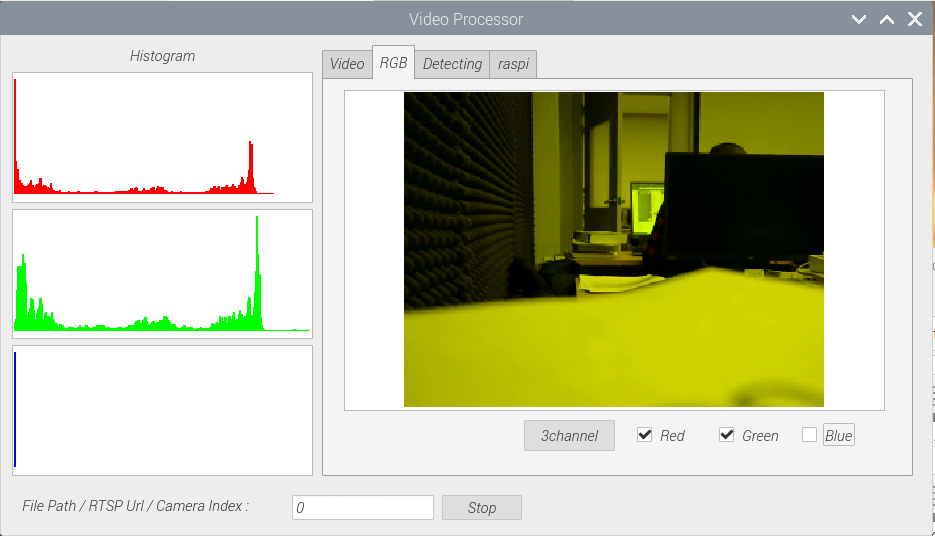 Video Processor
Histogram
Video
RGB
Detecting
raspi
3channel
Red
Green
Blue
File Path / RTSP Url / Camera Index :
0
Stop